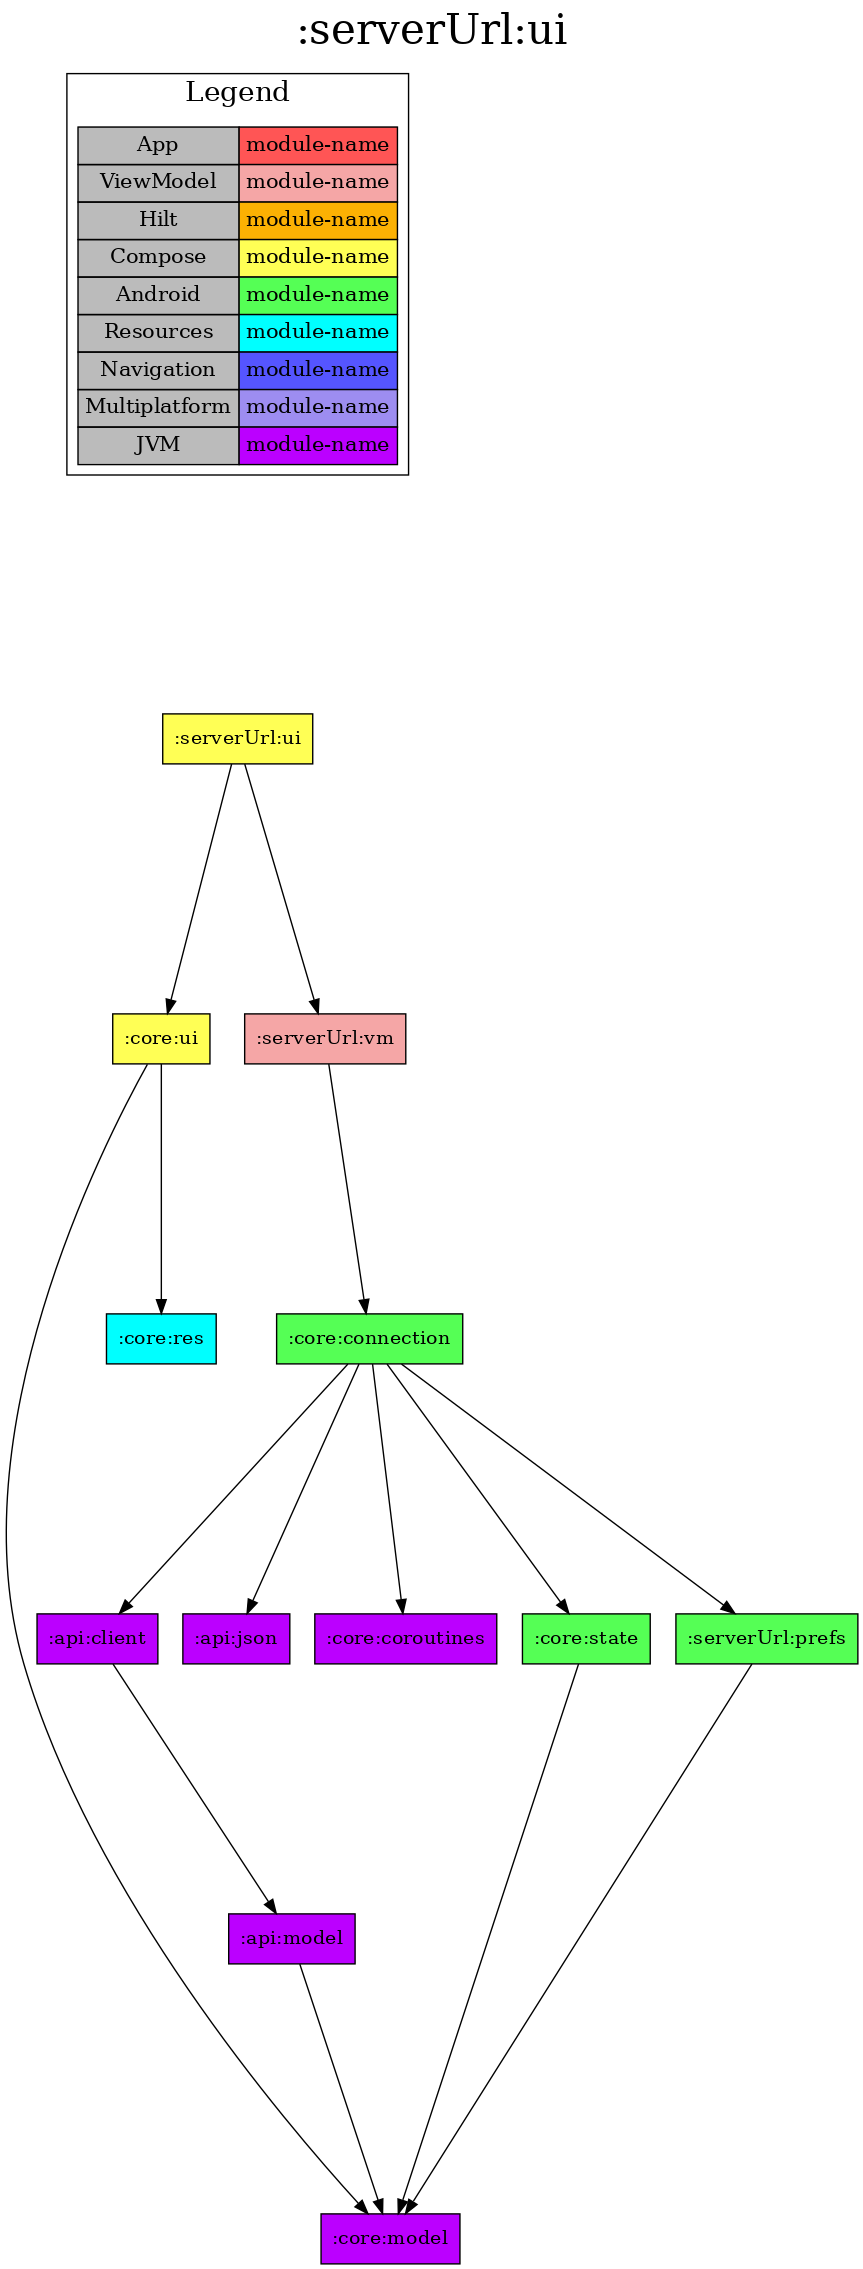 :serverUrl:ui
Legend
App module-name
ViewModel module-name
Hilt module-name
Compose module-name
Android module-name
Resources module-name
Navigation module-name
Multiplatform module-name
JVM module-name
:serverUrl:ui
:core:ui :serverUrl:vm
:core:res :core:connection
:api:client :api:json :core:coroutines :core:state :serverUrl:prefs
:api:model
:core:model